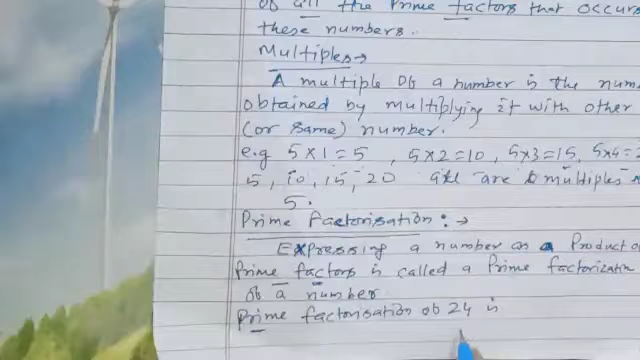 of all the Prime factors that occurs
these numbers.
Multiples→
A multiple of a number is the num
obtained by multiplying it with other
(or same) number.
e.g 5×1=5 , 5×2=10, 5×3=15, 5×4=
5, 10, 15, 20 all are multiples
5.
Prime Factorisation:→
Expressing a number as a Product o
Prime factors is called a Prime factorizatio
of a number
Prime factorisation of 24 is